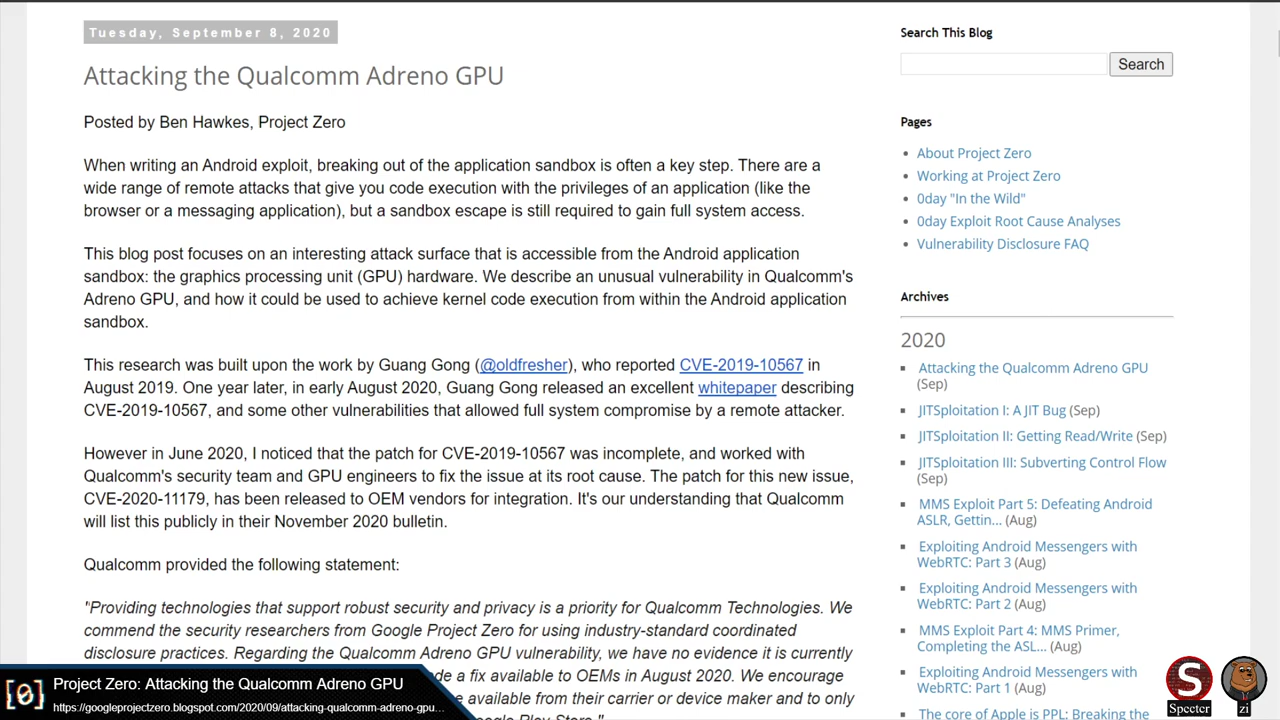 Tuesday, September 8, 2020
Attacking the Qualcomm Adreno GPU
Posted by Ben Hawkes, Project Zero
When writing an Android exploit, breaking out of the application sandbox is often a key step. There are a
wide range of remote attacks that give you code execution with the privileges of an application (like the
browser or a messaging application), but a sandbox escape is still required to gain full system access.
This blog post focuses on an interesting attack surface that is accessible from the Android application
sandbox: the graphics processing unit (GPU) hardware. We describe an unusual vulnerability in Qualcomm's
Adreno GPU, and how it could be used to achieve kernel code execution from within the Android application
sandbox.
This research was built upon the work by Guang Gong (@oldfresher), who reported CVE-2019-10567 in
August 2019. One year later, in early August 2020, Guang Gong released an excellent whitepaper describing
CVE-2019-10567, and some other vulnerabilities that allowed full system compromise by a remote attacker.
However in June 2020, I noticed that the patch for CVE-2019-10567 was incomplete, and worked with
Qualcomm's security team and GPU engineers to fix the issue at its root cause. The patch for this new issue,
CVE-2020-11179, has been released to OEM vendors for integration. It's our understanding that Qualcomm
will list this publicly in their November 2020 bulletin.
Qualcomm provided the following statement:
"Providing technologies that support robust security and privacy is a priority for Qualcomm Technologies. We
commend the security researchers from Google Project Zero for using industry-standard coordinated
disclosure practices. Regarding the Qualcomm Adreno GPU vulnerability, we have no evidence it is currently
de a fix available to OEMs in August 2020. We encourage
e available from their carrier or device maker and to only
Search This Blog
Search
Pages
About Project Zero
Working at Project Zero
0day "In the Wild"
0day Exploit Root Cause Analyses
Vulnerability Disclosure FAQ
Archives
2020
Attacking the Qualcomm Adreno GPU
(Sep)
JITSploitation I: A JIT Bug (Sep)
JITSploitation II: Getting Read/Write (Sep)
JITSploitation III: Subverting Control Flow
(Sep)
MMS Exploit Part 5: Defeating Android
ASLR, Gettin... (Aug)
Exploiting Android Messengers with
WebRTC: Part 3 (Aug)
Exploiting Android Messengers with
WebRTC: Part 2 (Aug)
MMS Exploit Part 4: MMS Primer,
Completing the ASL... (Aug)
Exploiting Android Messengers with
WebRTC: Part 1 (Aug)
The core of Apple is PPL: Breaking the
[0]
Project Zero: Attacking the Qualcomm Adreno GPU
https://googleprojectzero.blogspot.com/2020/09/attacking-qualcomm-adreno-gpu...
S
Specter
zi